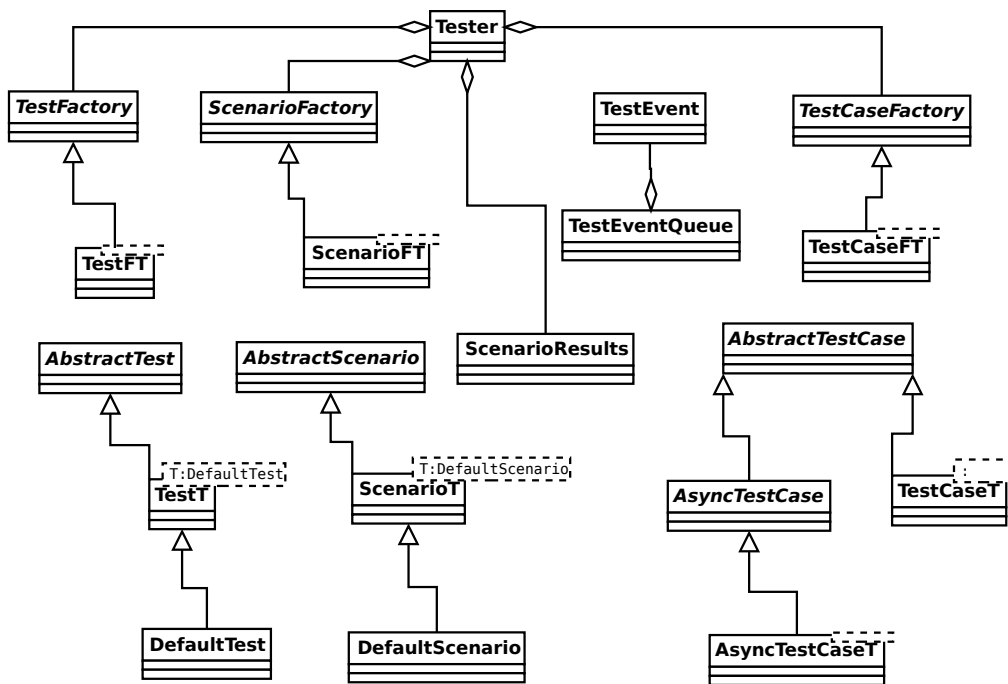 Tester
TestFactory
ScenarioFactory
TestEvent
TestCaseFactory
TestEventQueue
TestFT
ScenarioFT
TestCaseFT
AbstractTest
AbstractScenario
ScenarioResults
AbstractTestCase
T:DefaultTest
TestT
T:DefaultScenario
ScenarioT
AsyncTestCase
:
TestCaseT
DefaultTest
DefaultScenario
AsyncTestCaseT